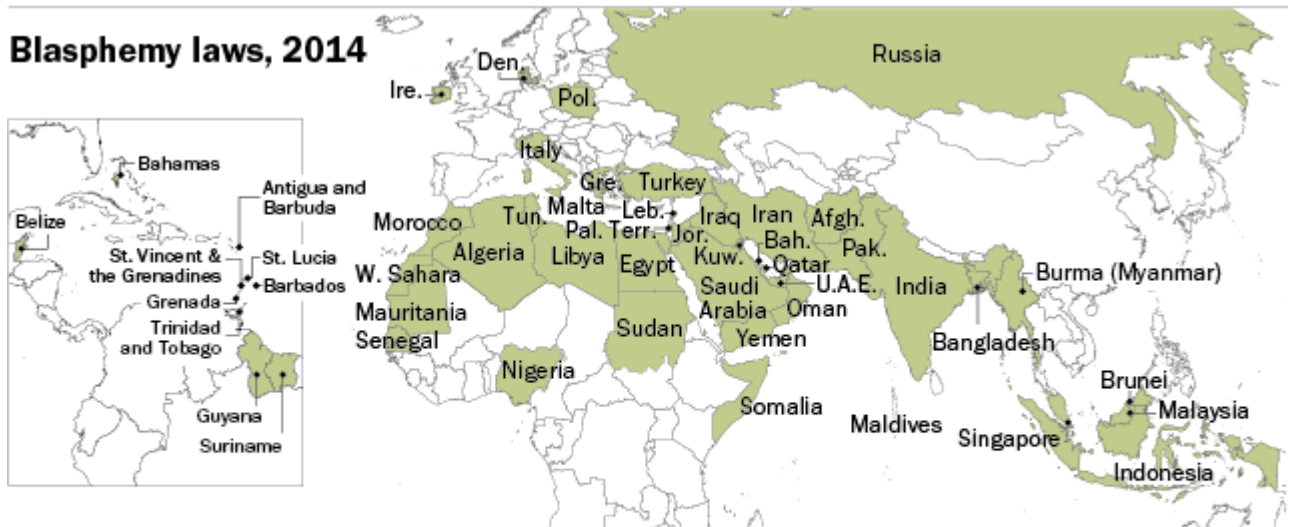 Blasphemy laws, 2014
Russia
Den.
Ire.
Pol.
Italy
Gre.
Turkey
Malta
Leb.
Iraq
Iran
Afgh.
Morocco
Tun.
Pal. Terr.
Jor.
Bah.
Pak.
Algeria
Libya
Egypt
Kuw.
Qatar
W. Sahara
Saudi
Arabia
U.A.E.
India
Burma (Myanmar)
Mauritania
Oman
Senegal
Sudan
Yemen
Bangladesh
Nigeria
Somalia
Maldives
Brunei
Malaysia
Singapore
Indonesia
Bahamas
Antigua and
Barbuda
Belize
St. Vincent &
the Grenadines
St. Lucia
Barbados
Grenada
Trinidad
and Tobago
Guyana
Suriname